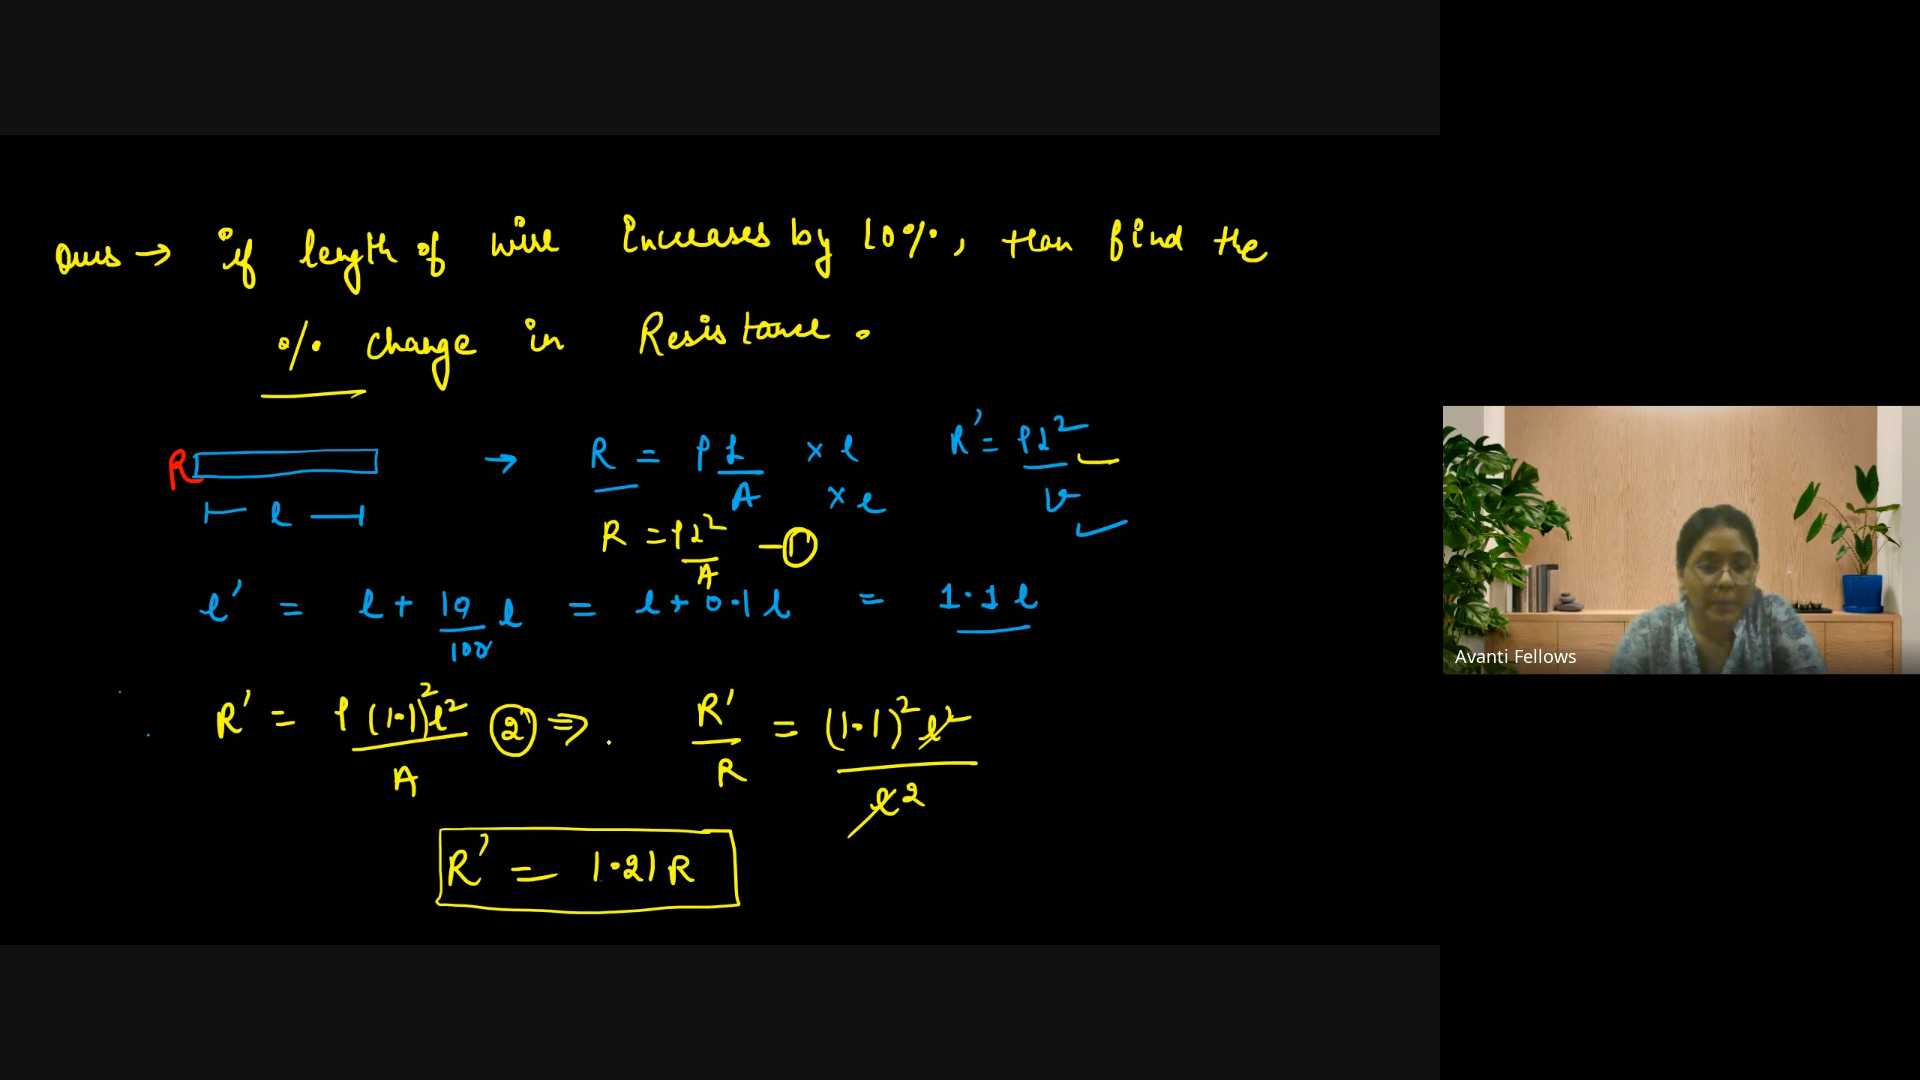 Ques → if length of wire Increases by 10%, then find the
% change in Resistance.
R
l
→ R = ρl/A × l/× l
R' = ρl²/V
R = ρl²/A –①
l' = l + 10/100 l = l + 0.1 l = 1.1 l
R' = ρ(1.1)²l²/A ② ⇒ R'/R = (1.1)²l²/l²
R' = 1.21R
Avanti Fellows